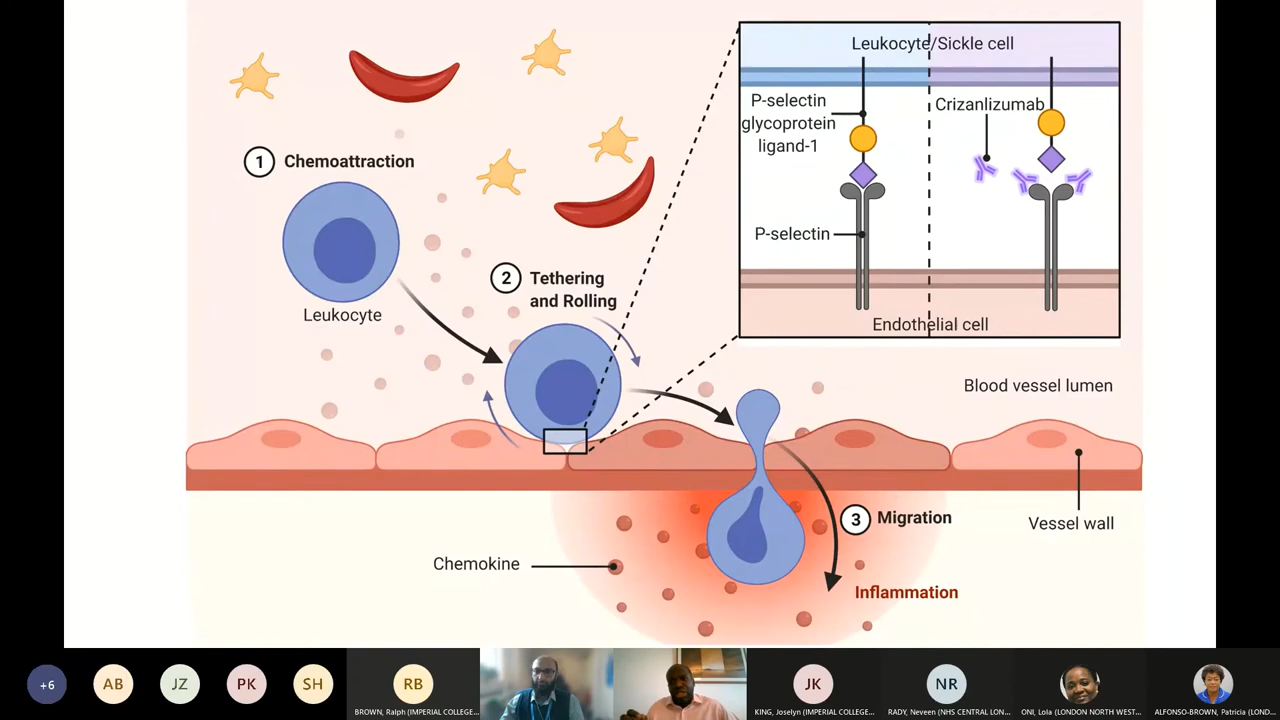 Leukocyte/Sickle cell
P-selectin
glycoprotein
ligand-1
Crizanlizumab
P-selectin
Endothelial cell
1 Chemoattraction
Leukocyte
2 Tethering
and Rolling
Blood vessel lumen
3 Migration
Vessel wall
Chemokine
Inflammation
+6
AB
JZ
PK
SH
RB
BROWN, Ralph (IMPERIAL COLLEGE...
JK
KING, Joselyn (IMPERIAL COLLEGE...
NR
RADY, Neveen (NHS CENTRAL LON...
ONI, Lola (LONDON NORTH WEST...
ALFONSO-BROWN, Patricia (LOND...